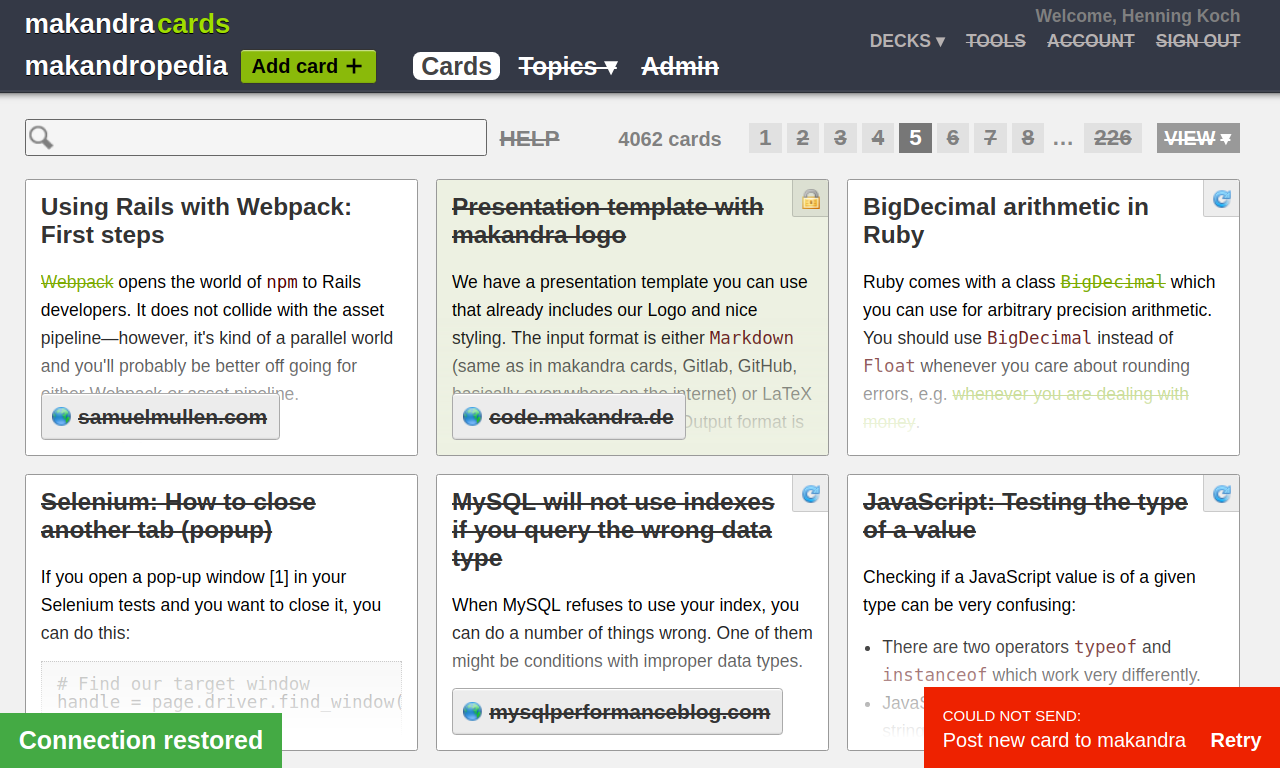 makandracards
Welcome, Henning Koch
DECKS ▾ TOOLS ACCOUNT SIGN OUT
makandropedia Add card + Cards Topics ▾ Admin
HELP 4062 cards 1 2 3 4 5 6 7 8 … 226 VIEW ▾
Using Rails with Webpack:
First steps
Webpack opens the world of npm to Rails
developers. It does not collide with the asset
pipeline—however, it's kind of a parallel world
and you'll probably be better off going for
either Webpack or asset pipeline.
samuelmullen.com
Presentation template with
makandra logo
We have a presentation template you can use
that already includes our Logo and nice
styling. The input format is either Markdown
(same as in makandra cards, Gitlab, GitHub,
basically everywhere on the internet) or LaTeX
Output format is
code.makandra.de
BigDecimal arithmetic in
Ruby
Ruby comes with a class BigDecimal which
you can use for arbitrary precision arithmetic.
You should use BigDecimal instead of
Float whenever you care about rounding
errors, e.g. whenever you are dealing with
money.
Selenium: How to close
another tab (popup)
If you open a pop-up window [1] in your
Selenium tests and you want to close it, you
can do this:
# Find our target window
handle = page.driver.find_window(
MySQL will not use indexes
if you query the wrong data
type
When MySQL refuses to use your index, you
can do a number of things wrong. One of them
might be conditions with improper data types.
mysqlperformanceblog.com
JavaScript: Testing the type
of a value
Checking if a JavaScript value is of a given
type can be very confusing:
• There are two operators typeof and
instanceof which work very differently.
Connection restored
COULD NOT SEND:
Post new card to makandra Retry